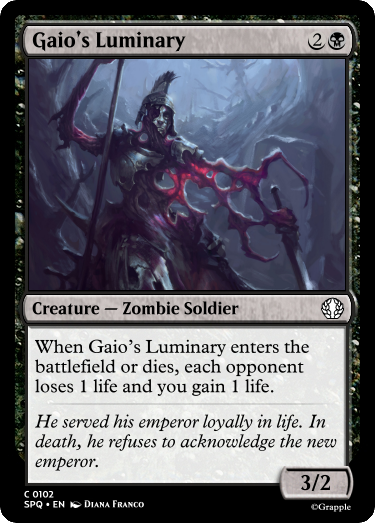 Gaio's Luminary 2
Creature — Zombie Soldier
When Gaio's Luminary enters the
battlefield or dies, each opponent
loses 1 life and you gain 1 life.
He served his emperor loyally in life. In
death, he refuses to acknowledge the new
emperor.
3/2
C 0102
SPQ • EN Diana Franco
©Grapple